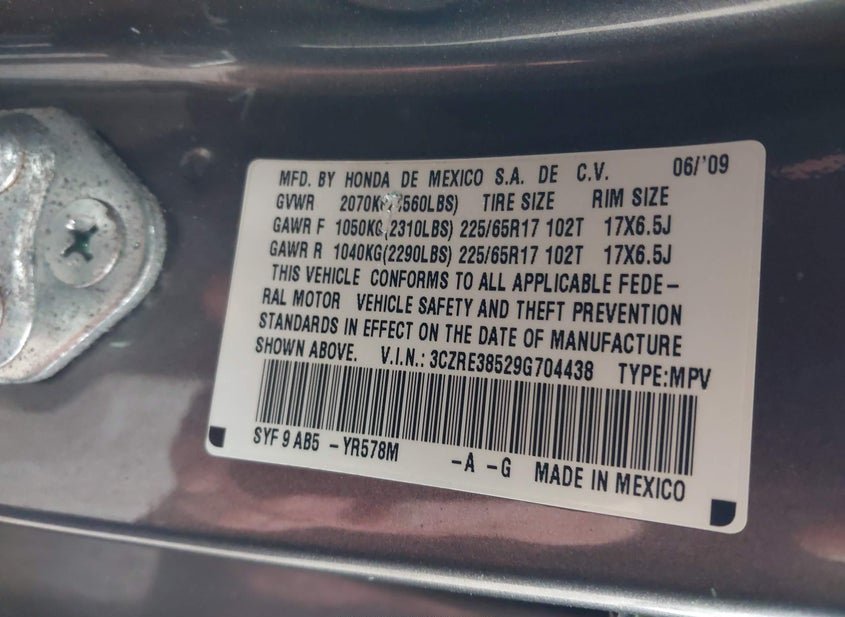 MFD. BY HONDA DE MEXICO S.A. DE C.V. 06/'09
GVWR 2070KG(4560LBS) TIRE SIZE RIM SIZE
GAWR F 1050KG(2310LBS) 225/65R17 102T 17X6.5J
GAWR R 1040KG(2290LBS) 225/65R17 102T 17X6.5J
THIS VEHICLE CONFORMS TO ALL APPLICABLE FEDE-
RAL MOTOR VEHICLE SAFETY AND THEFT PREVENTION
STANDARDS IN EFFECT ON THE DATE OF MANUFACTURE
SHOWN ABOVE. V.I.N.: 3CZRE38529G704438 TYPE:MPV
SYF 9 AB5 -YR578M -A -G MADE IN MEXICO